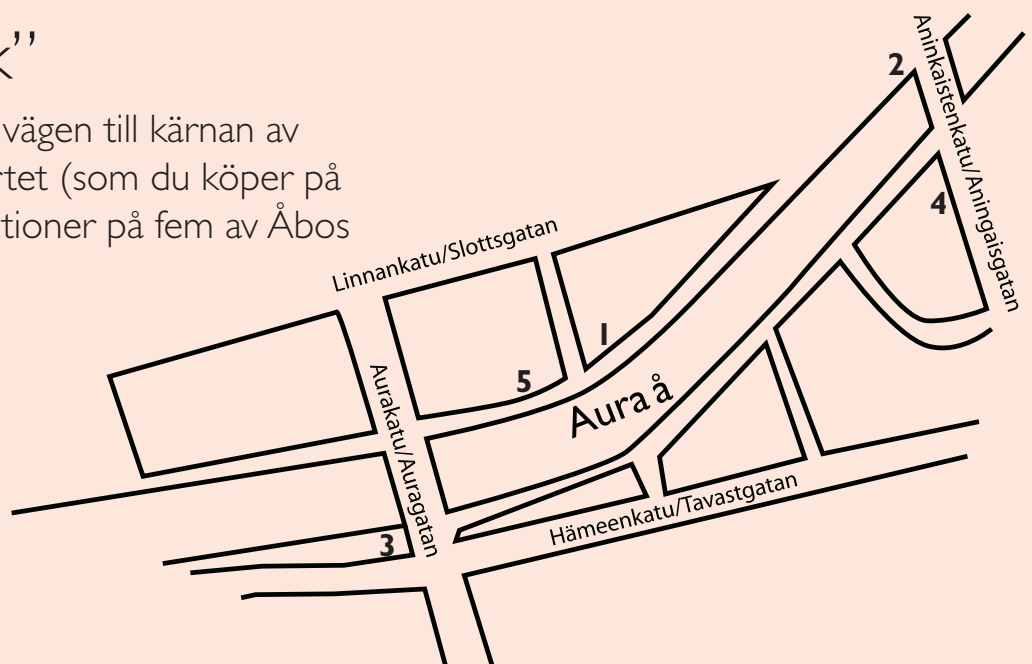 k”
vägen till kärnan av
rtet (som du köper på
tioner på fem av Åbos
Aninkaistenkatu/Aningaisgatan
2
4
Linnankatu/Slottsgatan
1
5
Aurakatu/Auragatan
Aura å
Hämeenkatu/Tavastgatan
3